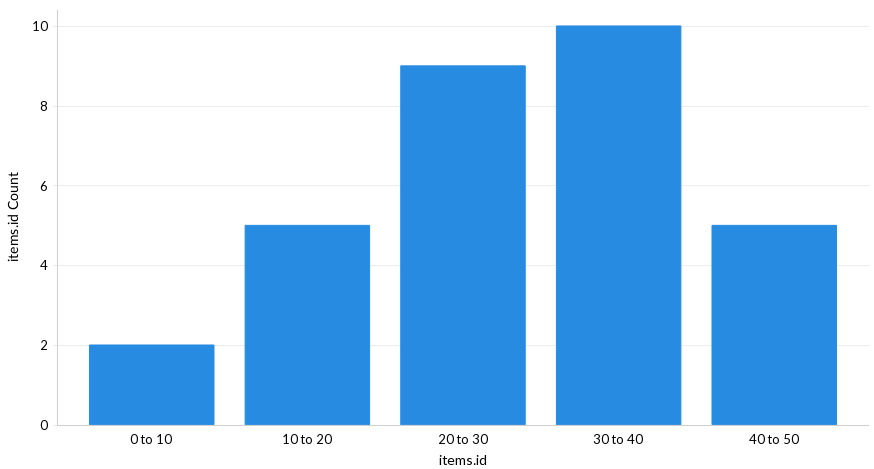 items.id Count
10
8
6
4
2
0
0 to 10
10 to 20
20 to 30
30 to 40
40 to 50
items.id